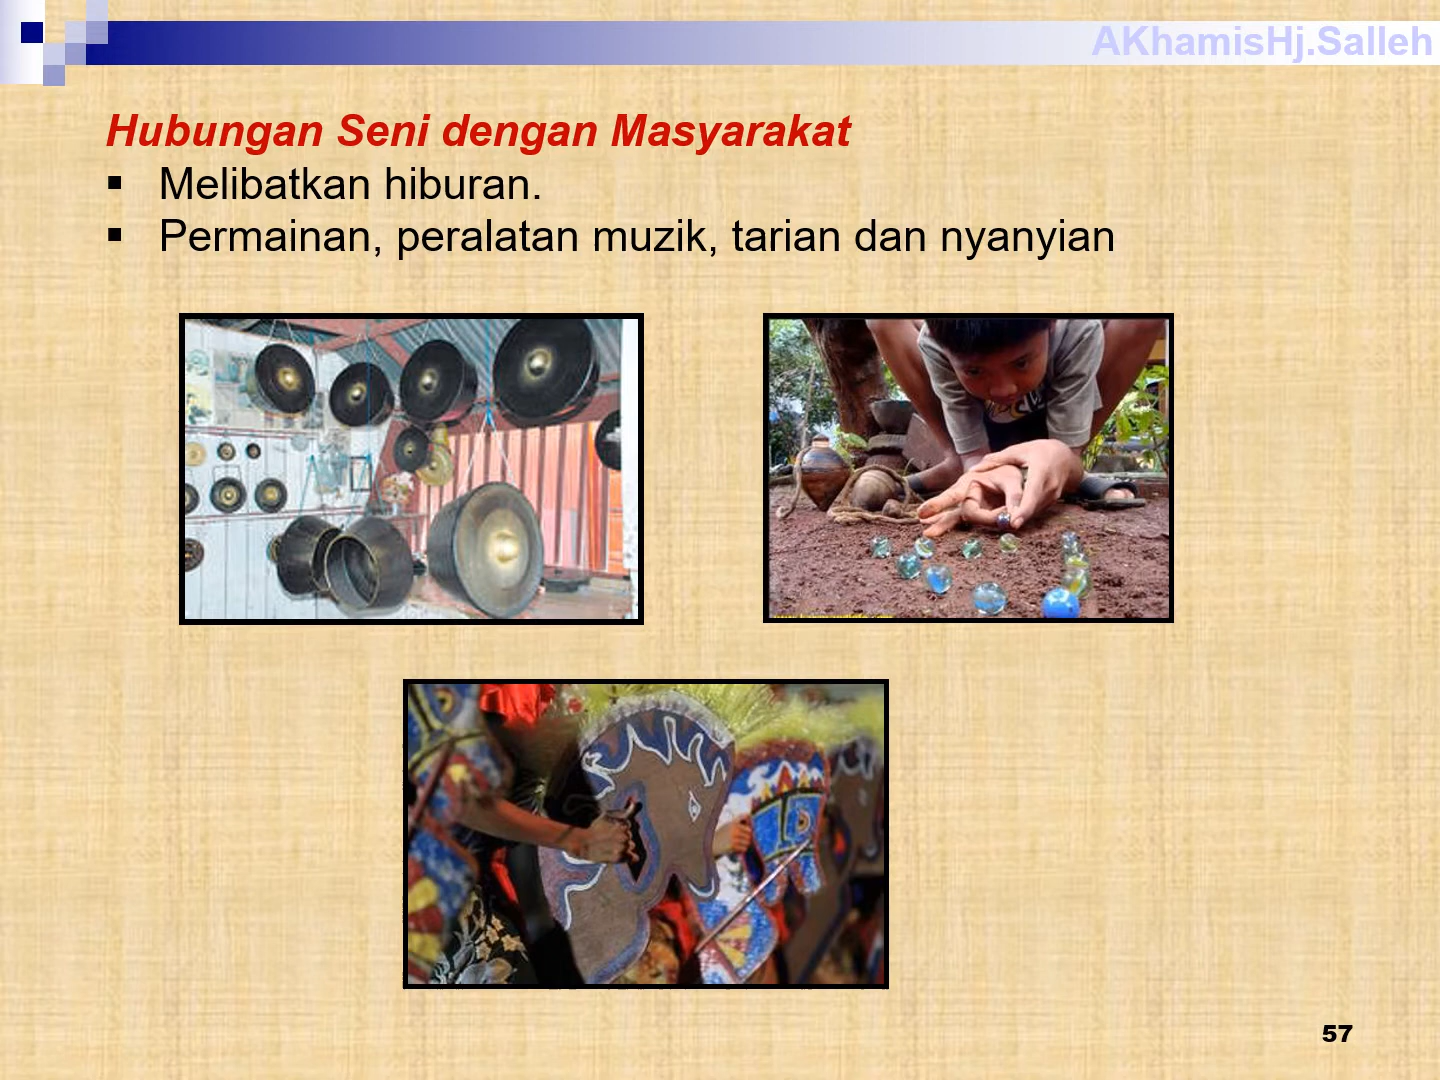 AKhamisHj.Salleh
Hubungan Seni dengan Masyarakat
▪ Melibatkan hiburan.
▪ Permainan, peralatan muzik, tarian dan nyanyian
57